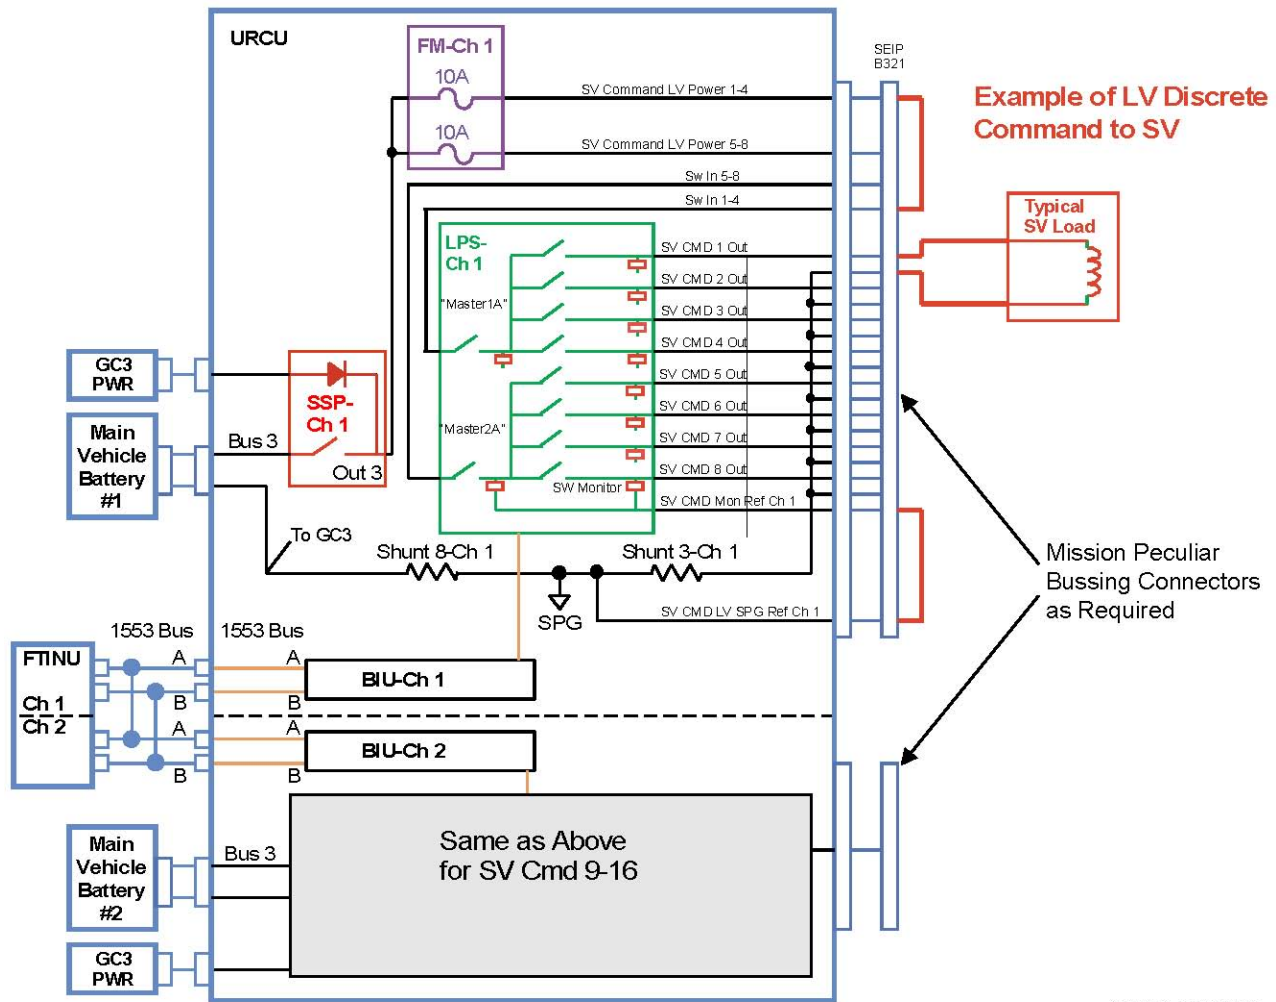 URCU
FM-Ch 1
10A
10A
SV Command LV Power 1-4
SV Command LV Power 5-8
Sw In 5-8
Sw In 1-4
SEIP
B321
Example of LV Discrete
Command to SV
Typical
SV Load
LPS-
Ch 1
"Master1A"
"Master2A"
SW Monitor
SV CMD 1 Out
SV CMD 2 Out
SV CMD 3 Out
SV CMD 4 Out
SV CMD 5 Out
SV CMD 6 Out
SV CMD 7 Out
SV CMD 8 Out
SV CMD Mon Ref Ch 1
GC3
PWR
Main
Vehicle
Battery
#1
Bus 3
SSP-
Ch 1
Out 3
To GC3
Shunt 8-Ch 1
Shunt 3-Ch 1
SPG
SV CMD LV SPG Ref Ch 1
Mission Peculiar
Bussing Connectors
as Required
1553 Bus
1553 Bus
FTINU
Ch 1
Ch 2
A
A
B
B
BIU-Ch 1
A
A
B
B
BIU-Ch 2
Main
Vehicle
Battery
#2
Bus 3
Same as Above
for SV Cmd 9-16
GC3
PWR